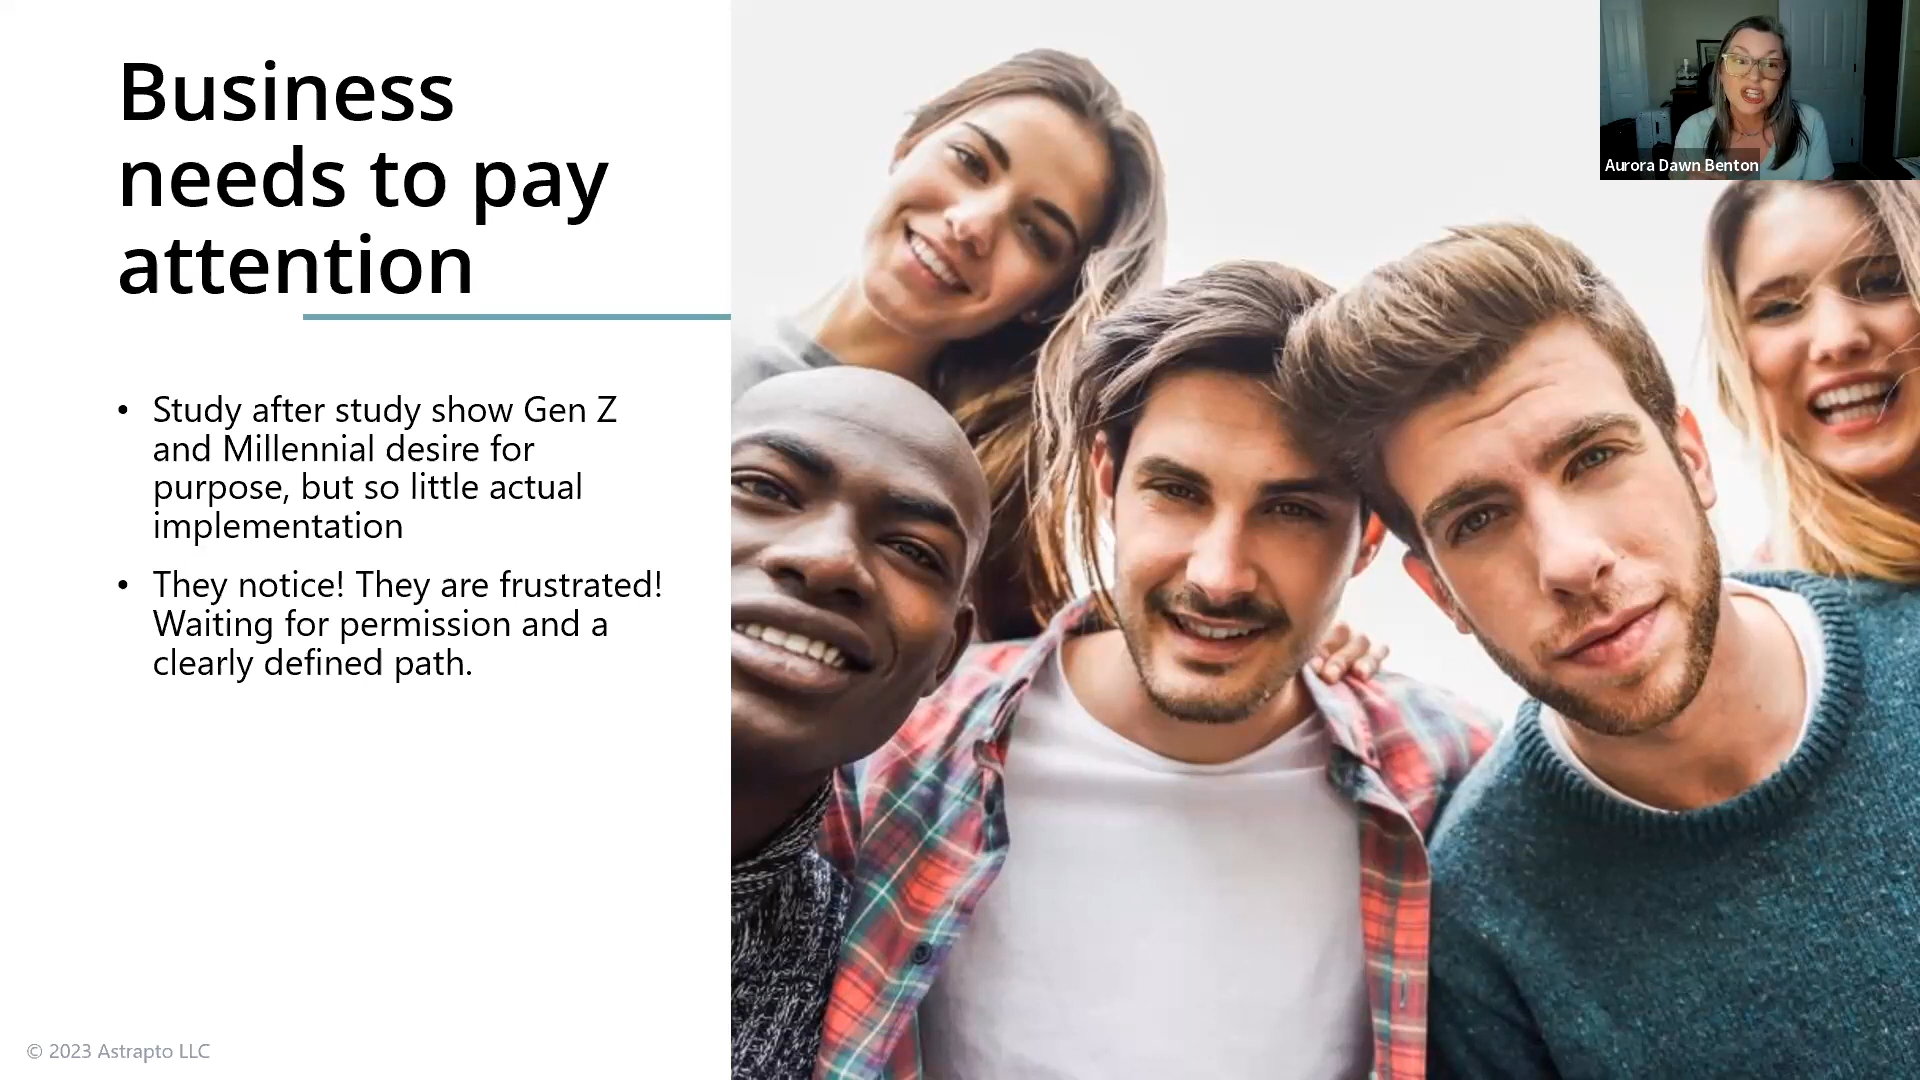 Business
needs to pay
attention
• Study after study show Gen Z
and Millennial desire for
purpose, but so little actual
implementation
• They notice! They are frustrated!
Waiting for permission and a
clearly defined path.
© 2023 Astrapto LLC
Aurora Dawn Benton